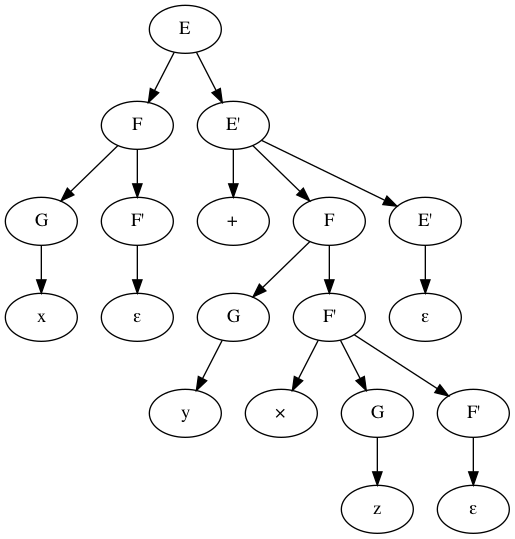 E
F E'
G F' + F E'
x ε G F' ε
y × G F'
z ε